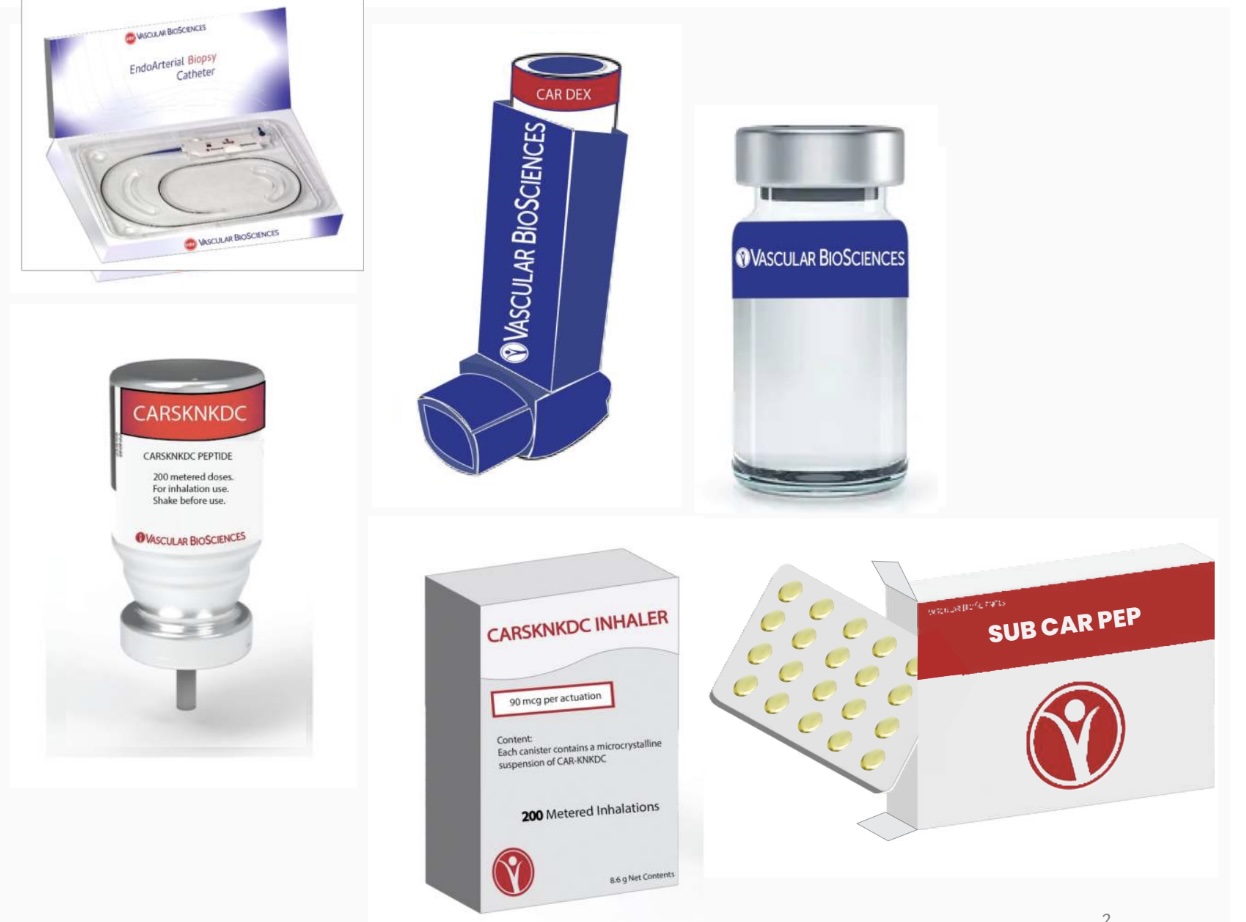 VASCULAR BIOSCIENCES
EndoArterial Biopsy
Catheter
VASCULAR BIOSCIENCES
CAR DEX
VASCULAR BIOSCIENCES
VASCULAR BIOSCIENCES
CARSKNKDC
CARSKNKDC PEPTIDE
200 metered doses.
For inhalation use.
Shake before use.
VASCULAR BIOSCIENCES
CARSKNKDC INHALER
90 mcg per actuation
Content:
Each canister contains a microcrystalline
suspension of CAR-KNKDC
200 Metered Inhalations
8.6 g Net Contents
VASCULAR BIOSCIENCES
SUB CAR PEP
2